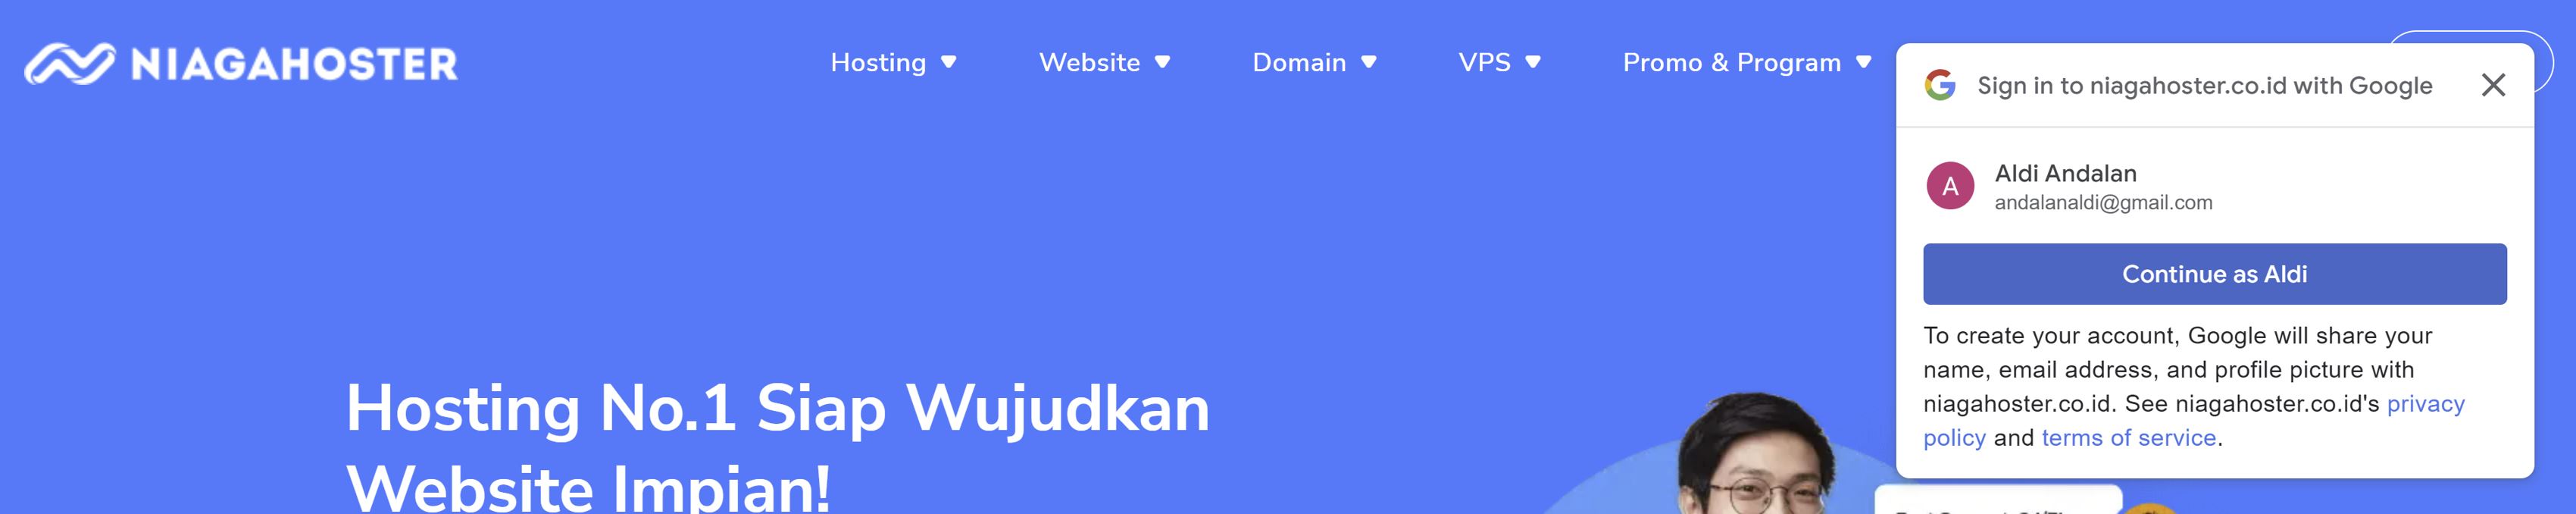 NIAGAHOSTER
Hosting
Website
Domain
VPS
Promo & Program
Sign in to niagahoster.co.id with Google
A
Aldi Andalan
andalanaldi@gmail.com
Continue as Aldi
To create your account, Google will share your
name, email address, and profile picture with
niagahoster.co.id. See niagahoster.co.id's privacy
policy and terms of service.
Hosting No.1 Siap Wujudkan
Website Impian!